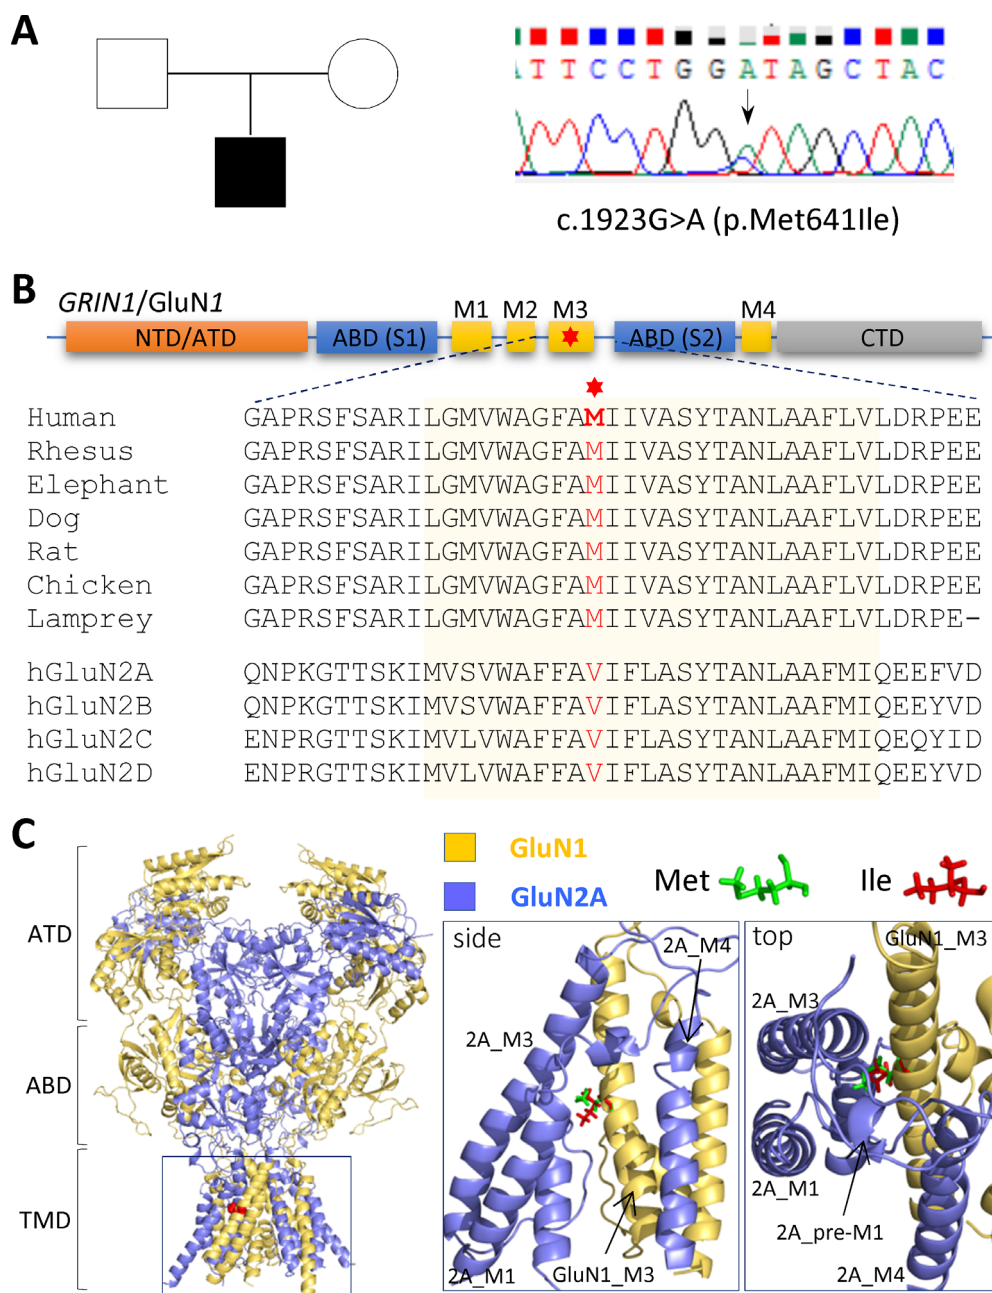 A
ATTCCTGGATAGCTAC
c.1923G>A (p.Met641Ile)
B
GRIN1/GluN1
M1 M2 M3 M4
NTD/ATD ABD (S1) ABD (S2) CTD
Human GAPRSFSARILGMVWAGFAMIIVASYTANLAAFLVLDRPEE
Rhesus GAPRSFSARILGMVWAGFAMIIVASYTANLAAFLVLDRPEE
Elephant GAPRSFSARILGMVWAGFAMIIVASYTANLAAFLVLDRPEE
Dog GAPRSFSARILGMVWAGFAMIIVASYTANLAAFLVLDRPEE
Rat GAPRSFSARILGMVWAGFAMIIVASYTANLAAFLVLDRPEE
Chicken GAPRSFSARILGMVWAGFAMIIVASYTANLAAFLVLDRPEE
Lamprey GAPRSFSARILGMVWAGFAMIIVASYTANLAAFLVLDRPE-
hGluN2A QNPKGTTSKIMVSVWAFFAVIFLASYTANLAAFMIQEEFVD
hGluN2B QNPKGTTSKIMVSVWAFFAVIFLASYTANLAAFMIQEEYVD
hGluN2C ENPRGTTSKIMVLVWAFFAVIFLASYTANLAAFMIQEQYID
hGluN2D ENPRGTTSKIMVLVWAFFAVIFLASYTANLAAFMIQEEYVD
C
GluN1
GluN2A
Met Ile
ATD
ABD
TMD
side
2A_M4
2A_M3
2A_M1
GluN1_M3
top
GluN1_M3
2A_M3
2A_M1
2A_pre-M1
2A_M4